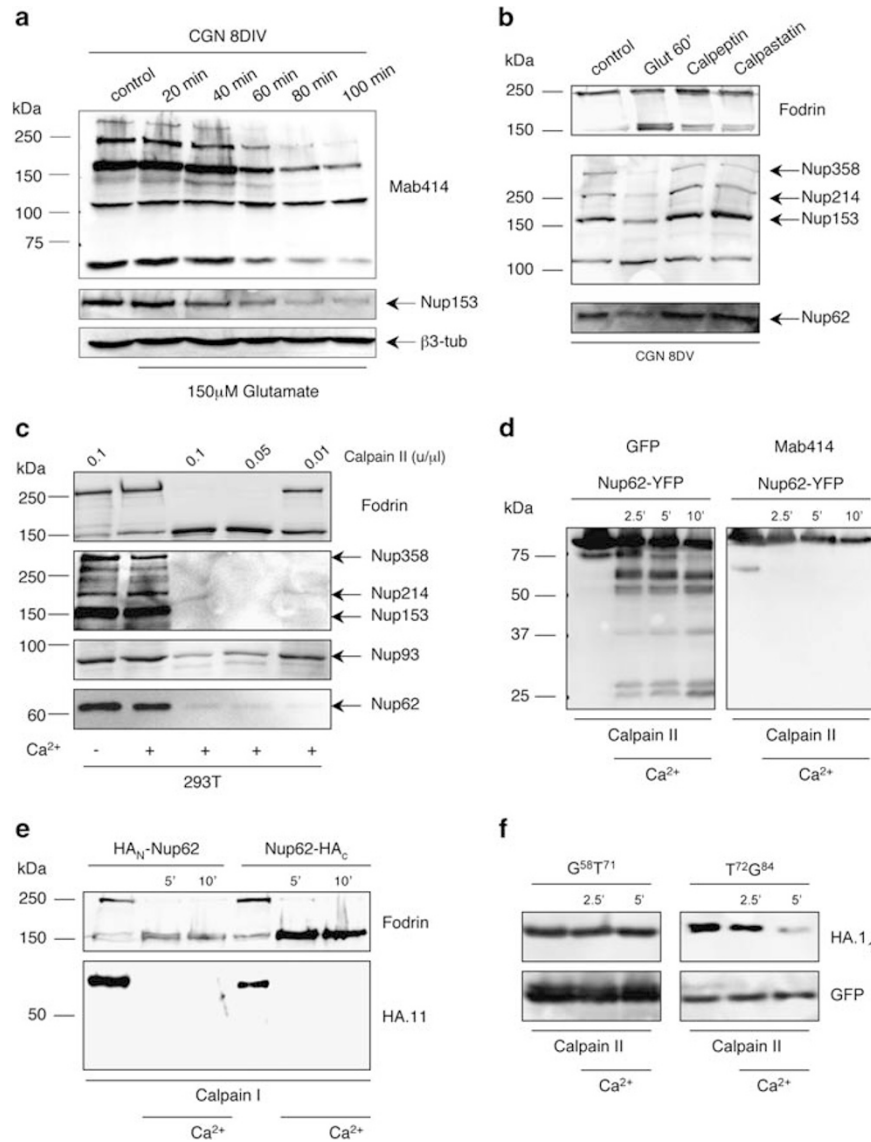 a
CGN 8DIV
control 20 min 40 min 60 min 80 min 100 min
kDa
250
150
100
75
Mab414
Nup153
β3-tub
150µM Glutamate
b
control Glut 60' Calpeptin Calpastatin
kDa
250
150
Fodrin
Nup358
250
Nup214
150
Nup153
100
Nup62
CGN 8DV
c
0.1 0.1 0.05 0.01 Calpain II (u/µl)
kDa
250
150
Fodrin
Nup358
250
Nup214
150
Nup153
100
Nup93
60
Nup62
Ca²⁺ - + + + +
293T
d
GFP Mab414
Nup62-YFP Nup62-YFP
kDa
2.5' 5' 10' 2.5' 5' 10'
75
50
37
25
Calpain II Calpain II
Ca²⁺ Ca²⁺
e
HA_N-Nup62 Nup62-HA_c
kDa
5' 10' 5' 10'
250
150
Fodrin
50
HA.11
Calpain I
Ca²⁺ Ca²⁺
f
G⁵⁸T⁷¹ T⁷²G⁸⁴
2.5' 5' 2.5' 5'
HA.1
GFP
Calpain II Calpain II
Ca²⁺ Ca²⁺